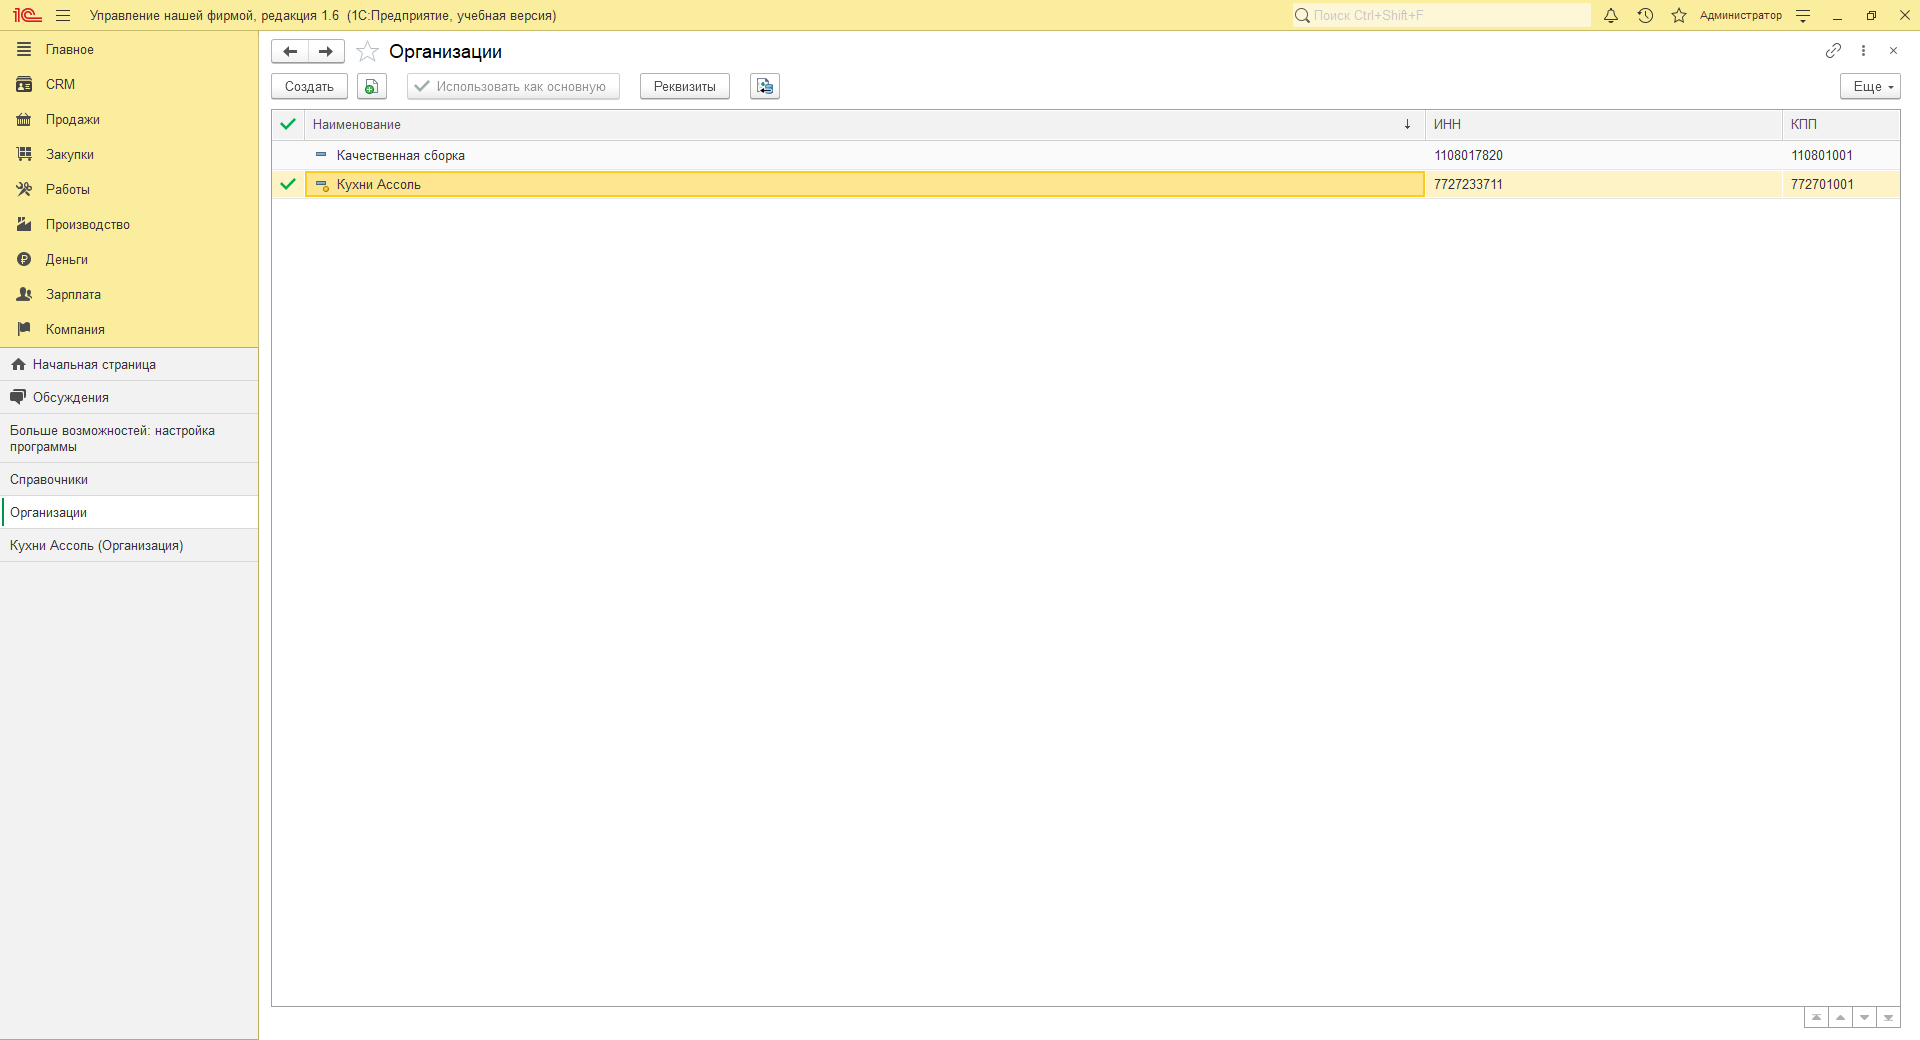 1С Управление нашей фирмой, редакция 1.6 (1С:Предприятие, учебная версия)
Поиск Ctrl+Shift+F
Администратор
Главное
CRM
Продажи
Закупки
Работы
Производство
Деньги
Зарплата
Компания
Начальная страница
Обсуждения
Больше возможностей: настройка
программы
Справочники
Организации
Кухни Ассоль (Организация)
Организации
Создать
Использовать как основную
Реквизиты
Еще
Наименование ИНН КПП
Качественная сборка 1108017820 110801001
Кухни Ассоль 7727233711 772701001